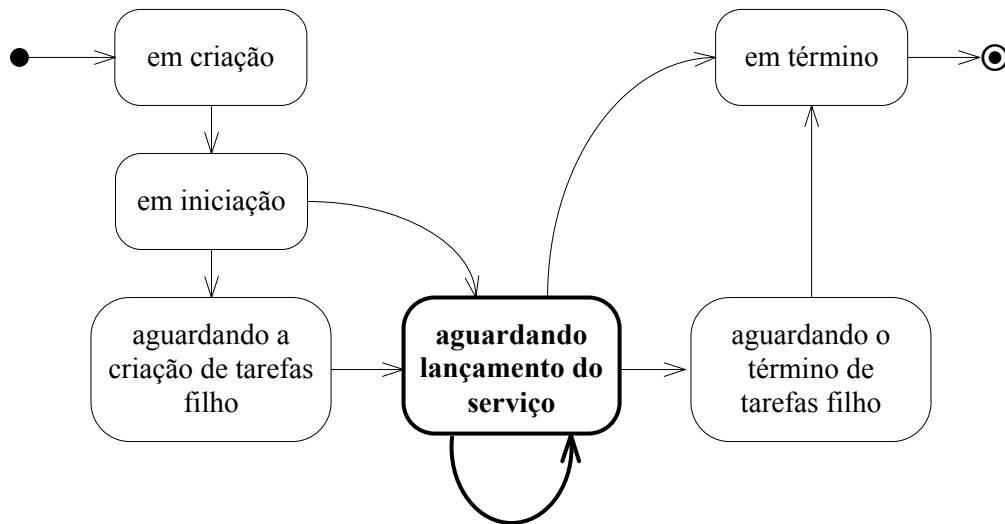 em criação
em término
em iniciação
aguardando a
criação de tarefas
filho
aguardando
lançamento do
serviço
aguardando o
término de
tarefas filho